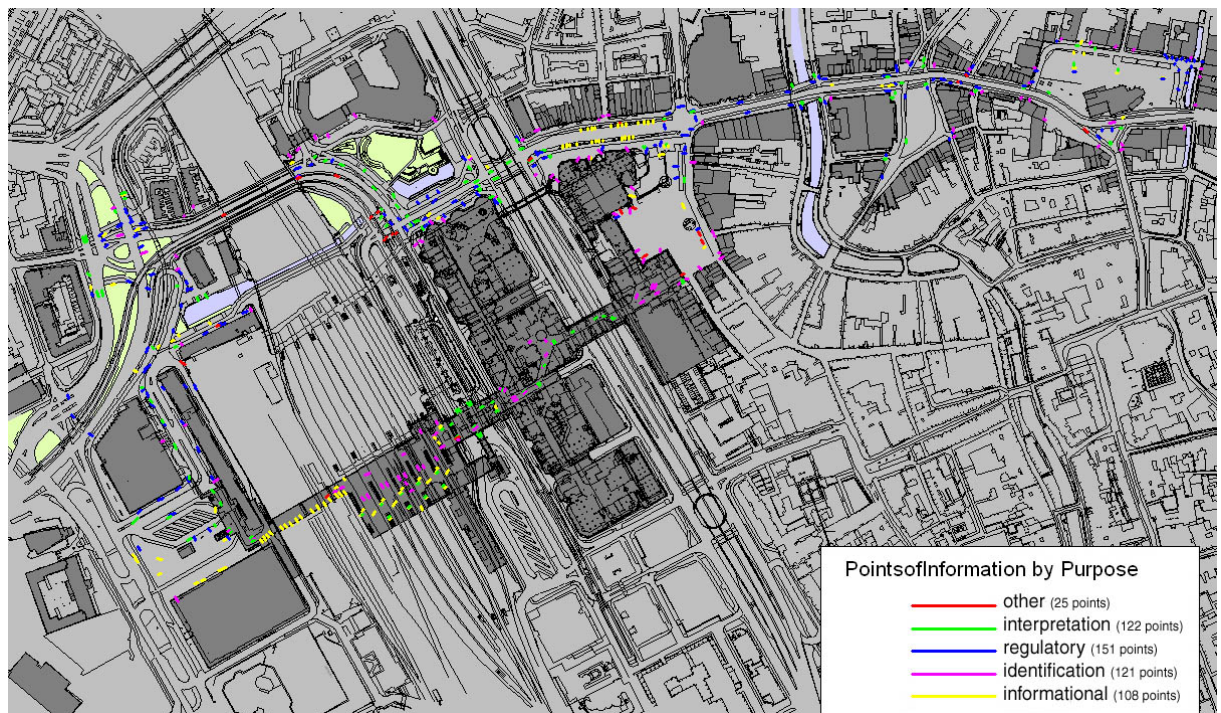 PointsofInformation by Purpose
other (25 points)
interpretation (122 points)
regulatory (151 points)
identification (121 points)
informational (108 points)